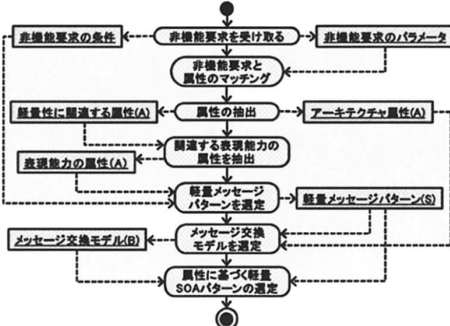 非機能要求の条件
非機能要求を受け取る
非機能要求のパラメータ
非機能要求と
属性のマッチング
軽量性に関連する属性(A)
属性の抽出
アーキテクチャ属性(A)
関連する表現能力の
属性を抽出
表現能力の属性(A)
軽量メッセージ
パターンを選定
軽量メッセージパターン(S)
メッセージ交換モデル(B)
メッセージ交換
モデルを選定
属性に基づく軽量
SOAパターンの選定